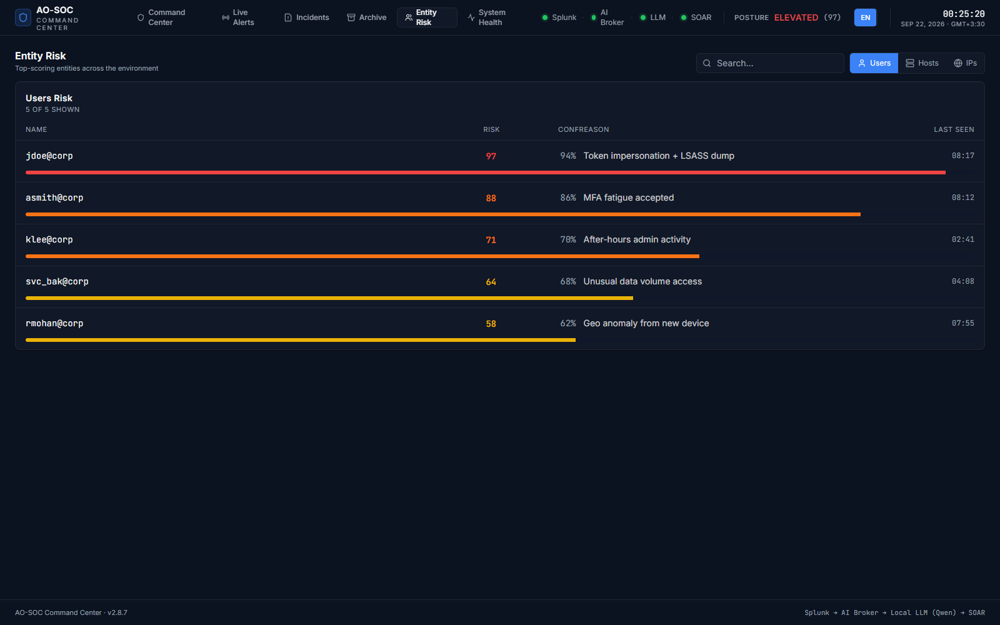 AO-SOC
COMMAND CENTER
Command Center
Live Alerts
Incidents
Archive
Entity Risk
System Health
Splunk · AI Broker · LLM · SOAR
POSTURE ELEVATED (97)
EN
00:25:20
SEP 22, 2026 · GMT+3:30
Entity Risk
Top-scoring entities across the environment
Search...
Users
Hosts
IPs
Users Risk
5 OF 5 SHOWN
NAME RISK CONFREASON LAST SEEN
jdoe@corp 97 94% Token impersonation + LSASS dump 08:17
asmith@corp 88 86% MFA fatigue accepted 08:12
klee@corp 71 70% After-hours admin activity 02:41
svc_bak@corp 64 68% Unusual data volume access 04:08
rmohan@corp 58 62% Geo anomaly from new device 07:55
AO-SOC Command Center · v2.8.7
Splunk → AI Broker → Local LLM (Qwen) → SOAR